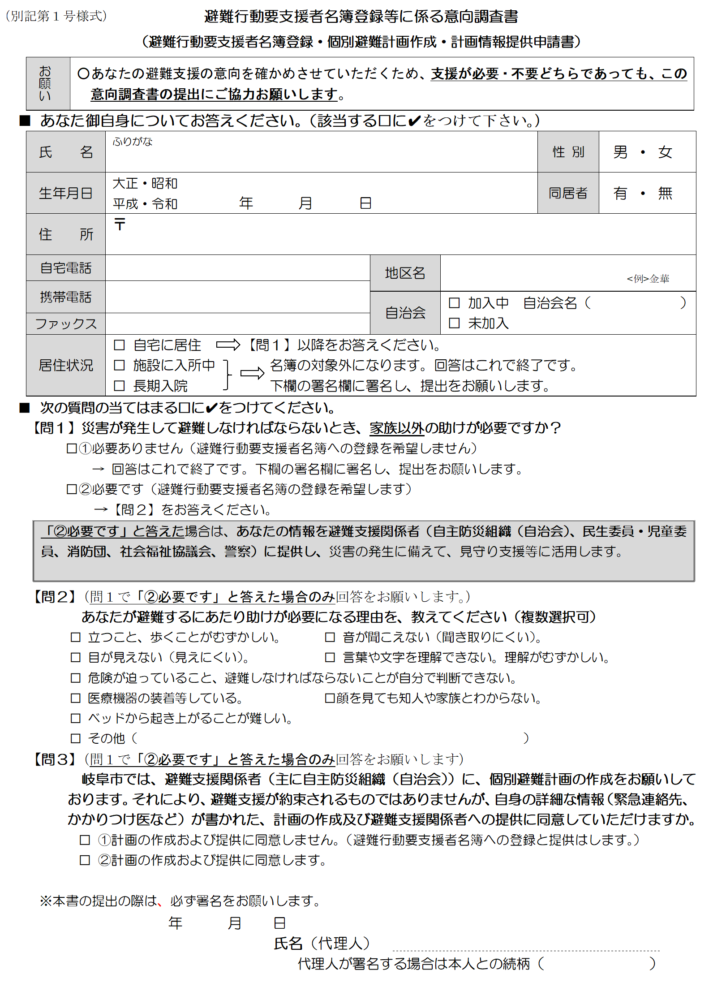 （別記第１号様式）
避難行動要支援者名簿登録等に係る意向調査書
（避難行動要支援者名簿登録・個別避難計画作成・計画情報提供申請書）
お願い
〇あなたの避難支援の意向を確かめさせていただくため、支援が必要・不要どちらであっても、この
意向調査書の提出にご協力お願いします。
■ あなた御自身についてお答えください。（該当する□に✔をつけて下さい。）
氏　　名
ふりがな
性 別
男 ・ 女
生年月日
大正・昭和
平成・令和　　　　年　　　月　　　日
同居者
有 ・ 無
住　　所
〒
自宅電話
地区名
<例>金華
携帯電話
自治会
□ 加入中　自治会名（　　　　　　）
□ 未加入
ファックス
居住状況
□ 自宅に居住 ⇨【問１】以降をお答えください。
□ 施設に入所中　名簿の対象外になります。回答はこれで終了です。
□ 長期入院　下欄の署名欄に署名し、提出をお願いします。
■ 次の質問の当てはまる□に✔をつけてください。
【問１】災害が発生して避難しなければならないとき、家族以外の助けが必要ですか？
□①必要ありません（避難行動要支援者名簿への登録を希望しません）
→ 回答はこれで終了です。下欄の署名欄に署名し、提出をお願いします。
□②必要です（避難行動要支援者名簿の登録を希望します）
→【問２】をお答えください。
「②必要です」と答えた場合は、あなたの情報を避難支援関係者（自主防災組織（自治会）、民生委員・児童委
員、消防団、社会福祉協議会、警察）に提供し、災害の発生に備えて、見守り支援等に活用します。
【問２】（問１で「②必要です」と答えた場合のみ回答をお願いします。）
あなたが避難するにあたり助けが必要になる理由を、教えてください（複数選択可）
□ 立つこと、歩くことがむずかしい。　□ 音が聞こえない（聞き取りにくい）。
□ 目が見えない（見えにくい）。　□ 言葉や文字を理解できない。理解がむずかしい。
□ 危険が迫っていること、避難しなければならないことが自分で判断できない。
□ 医療機器の装着等している。　□顔を見ても知人や家族とわからない。
□ ベッドから起き上がることが難しい。
□ その他（　　　　　　　　　　　　　　　）
【問３】（問１で「②必要です」と答えた場合のみ回答をお願いします）
岐阜市では、避難支援関係者（主に自主防災組織（自治会））に、個別避難計画の作成をお願いして
おります。それにより、避難支援が約束されるものではありませんが、自身の詳細な情報（緊急連絡先、
かかりつけ医など）が書かれた、計画の作成及び避難支援関係者への提供に同意していただけますか。
□ ①計画の作成および提供に同意しません。（避難行動要支援者名簿への登録と提供はします。）
□ ②計画の作成および提供に同意します。
※本書の提出の際は、必ず署名をお願いします。
年　　　月　　日
氏名（代理人）
代理人が署名する場合は本人との続柄（　　　　　　　）